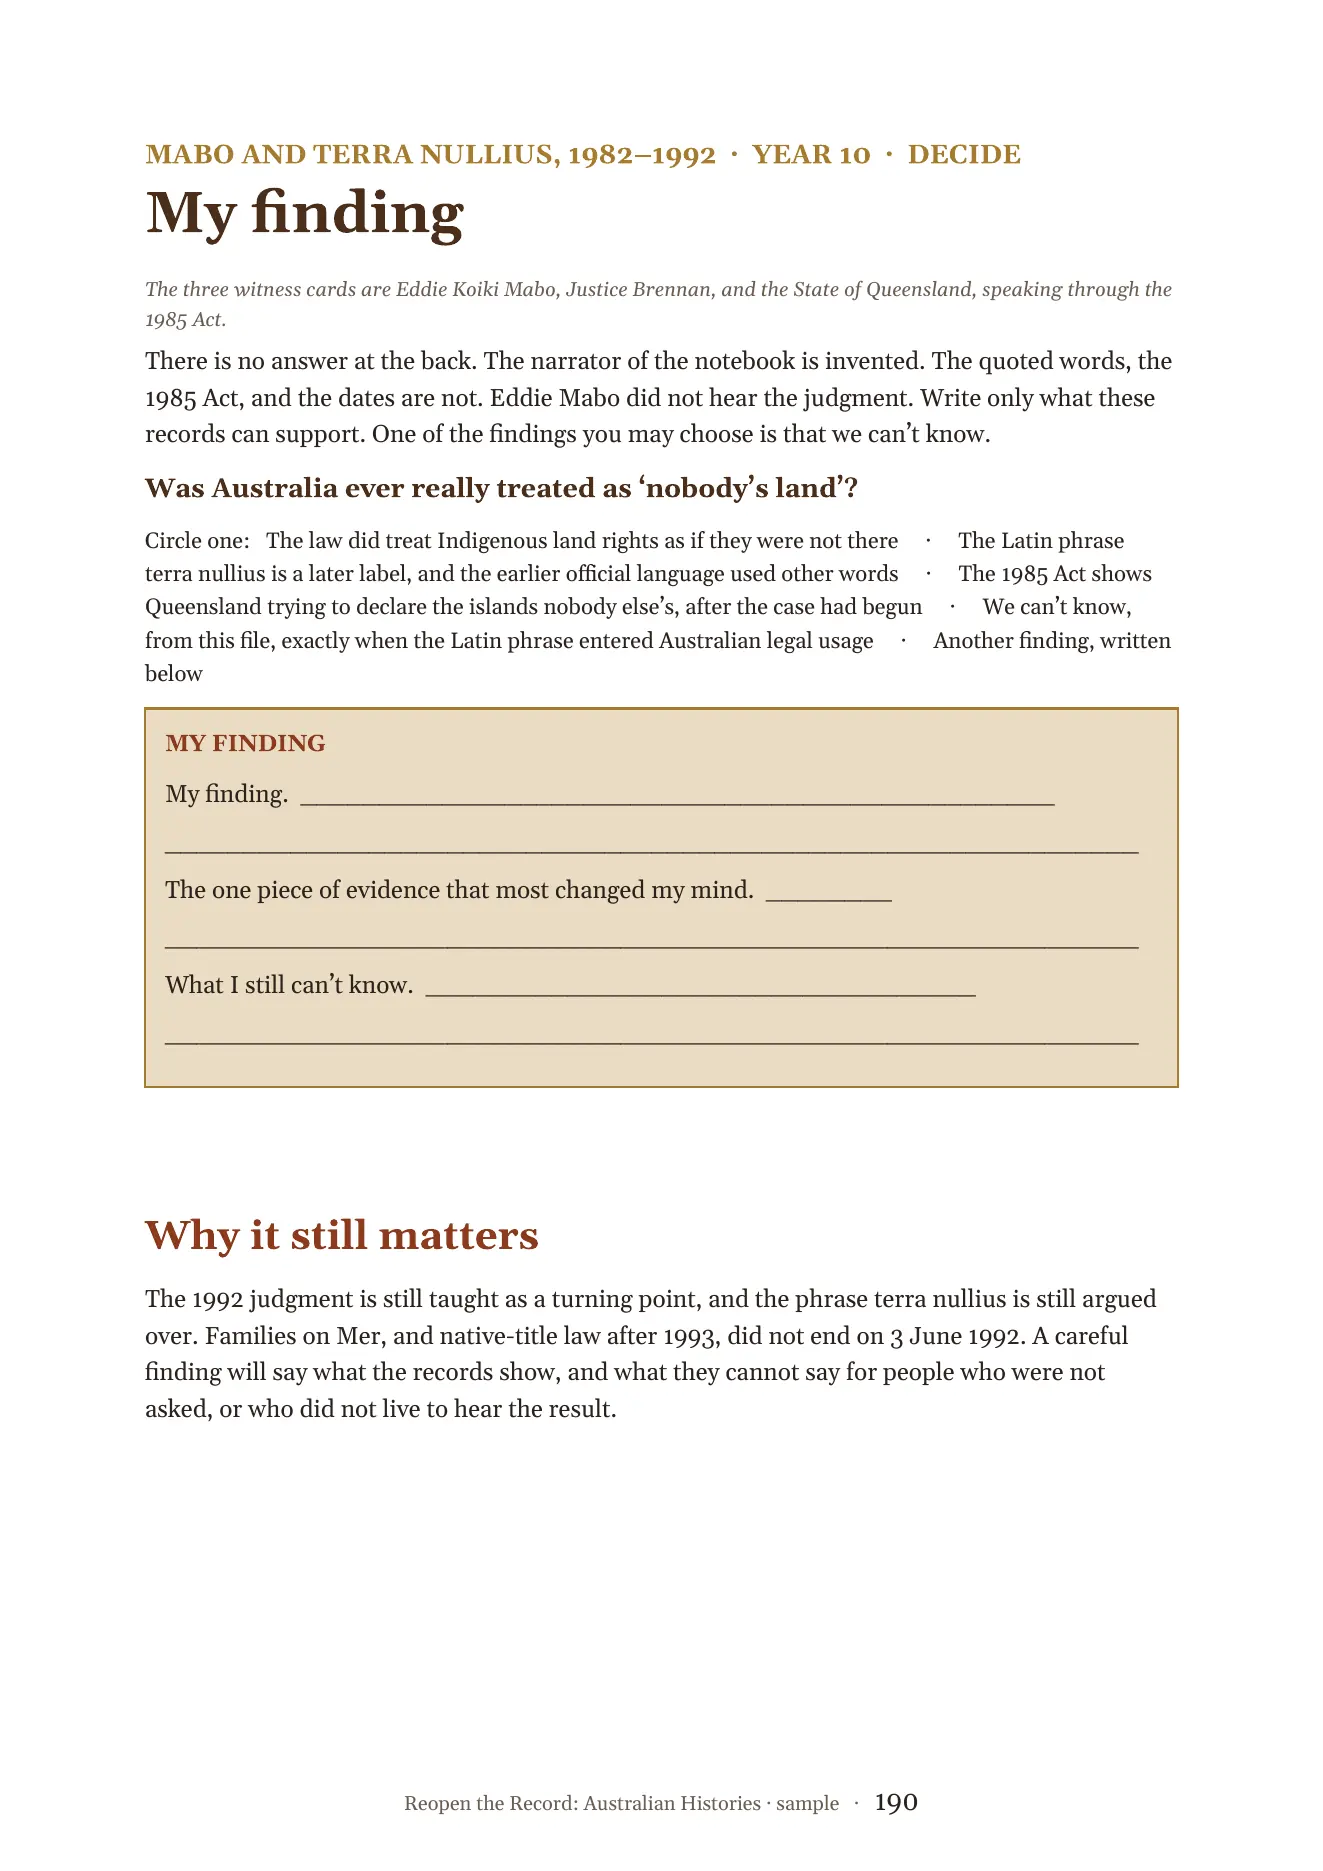 MABO AND TERRA NULLIUS, 1982–1992 · YEAR 10 · DECIDE
My finding
The three witness cards are Eddie Koiki Mabo, Justice Brennan, and the State of Queensland, speaking through the
1985 Act.
There is no answer at the back. The narrator of the notebook is invented. The quoted words, the
1985 Act, and the dates are not. Eddie Mabo did not hear the judgment. Write only what these
records can support. One of the findings you may choose is that we can’t know.
Was Australia ever really treated as ‘nobody’s land’?
Circle one: The law did treat Indigenous land rights as if they were not there · The Latin phrase
terra nullius is a later label, and the earlier official language used other words · The 1985 Act shows
Queensland trying to declare the islands nobody else’s, after the case had begun · We can’t know,
from this file, exactly when the Latin phrase entered Australian legal usage · Another finding, written
below
MY FINDING
My finding. ____________________________________________________
____________________________________________________________________
The one piece of evidence that most changed my mind. ________
____________________________________________________________________
What I still can’t know. ______________________________________
____________________________________________________________________
Why it still matters
The 1992 judgment is still taught as a turning point, and the phrase terra nullius is still argued
over. Families on Mer, and native-title law after 1993, did not end on 3 June 1992. A careful
finding will say what the records show, and what they cannot say for people who were not
asked, or who did not live to hear the result.
Reopen the Record: Australian Histories · sample · 190